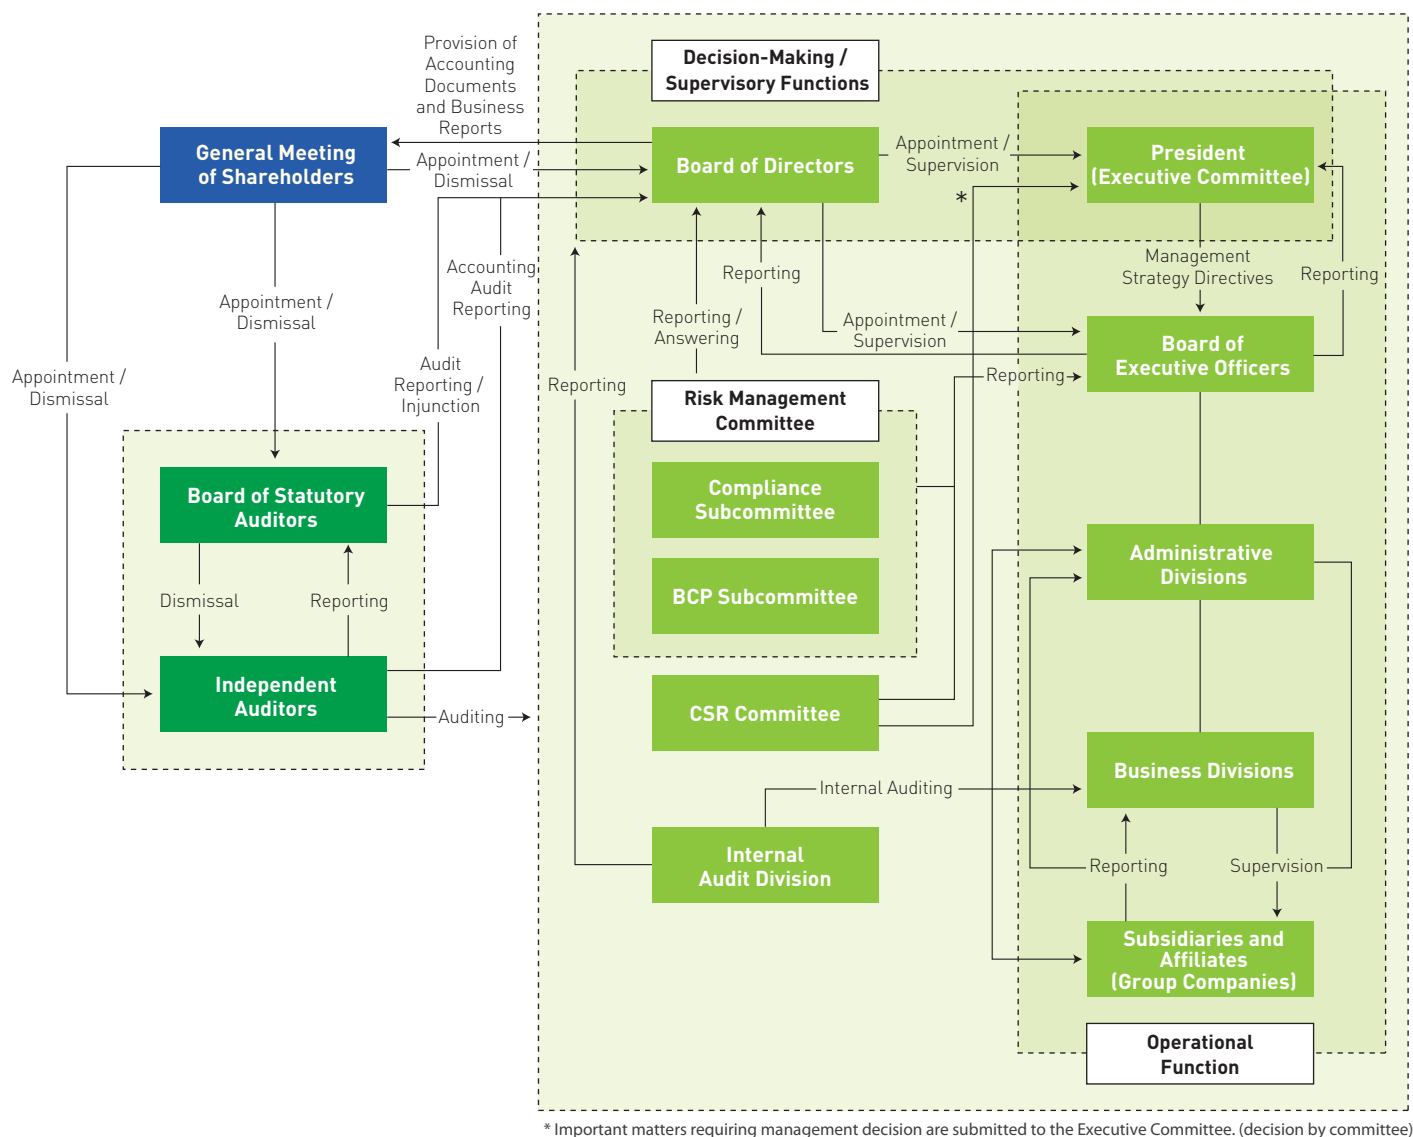 Provision of
Accounting
Documents
and Business
Reports
Decision-Making /
Supervisory Functions
General Meeting
of Shareholders
Appointment /
Dismissal
Board of Directors
Appointment /
Supervision
President
(Executive Committee)
*
Accounting
Audit
Reporting
Reporting
Management
Strategy Directives
Reporting
Appointment /
Dismissal
Reporting /
Answering
Appointment /
Supervision
Board of
Executive Officers
Appointment /
Dismissal
Audit
Reporting /
Injunction
Reporting
Reporting
Risk Management
Committee
Board of Statutory
Auditors
Compliance
Subcommittee
Administrative
Divisions
Dismissal
Reporting
BCP Subcommittee
Independent
Auditors
Auditing
CSR Committee
Business Divisions
Internal Auditing
Internal
Audit Division
Reporting
Supervision
Subsidiaries and
Affiliates
(Group Companies)
Operational
Function
* Important matters requiring management decision are submitted to the Executive Committee. (decision by committee)